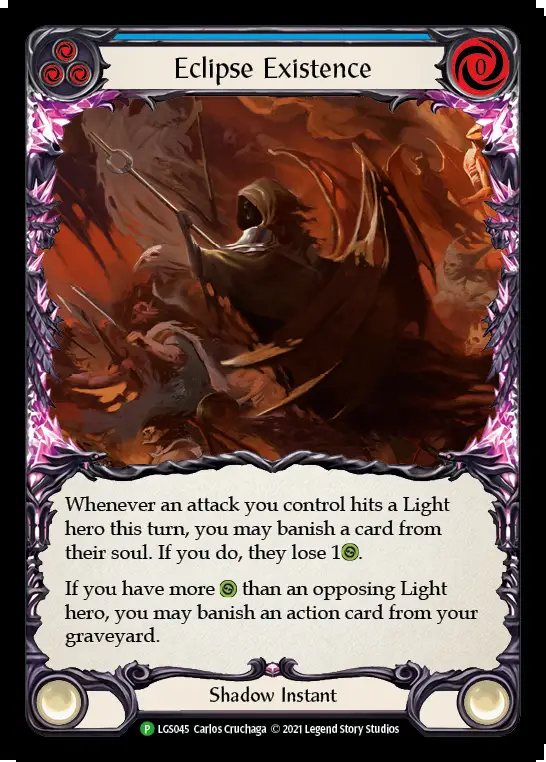 Eclipse Existence
0
Whenever an attack you control hits a Light
hero this turn, you may banish a card from
their soul. If you do, they lose 1.
If you have more than an opposing Light
hero, you may banish an action card from your
graveyard.
Shadow Instant
P LGS045 Carlos Cruchaga © 2021 Legend Story Studios